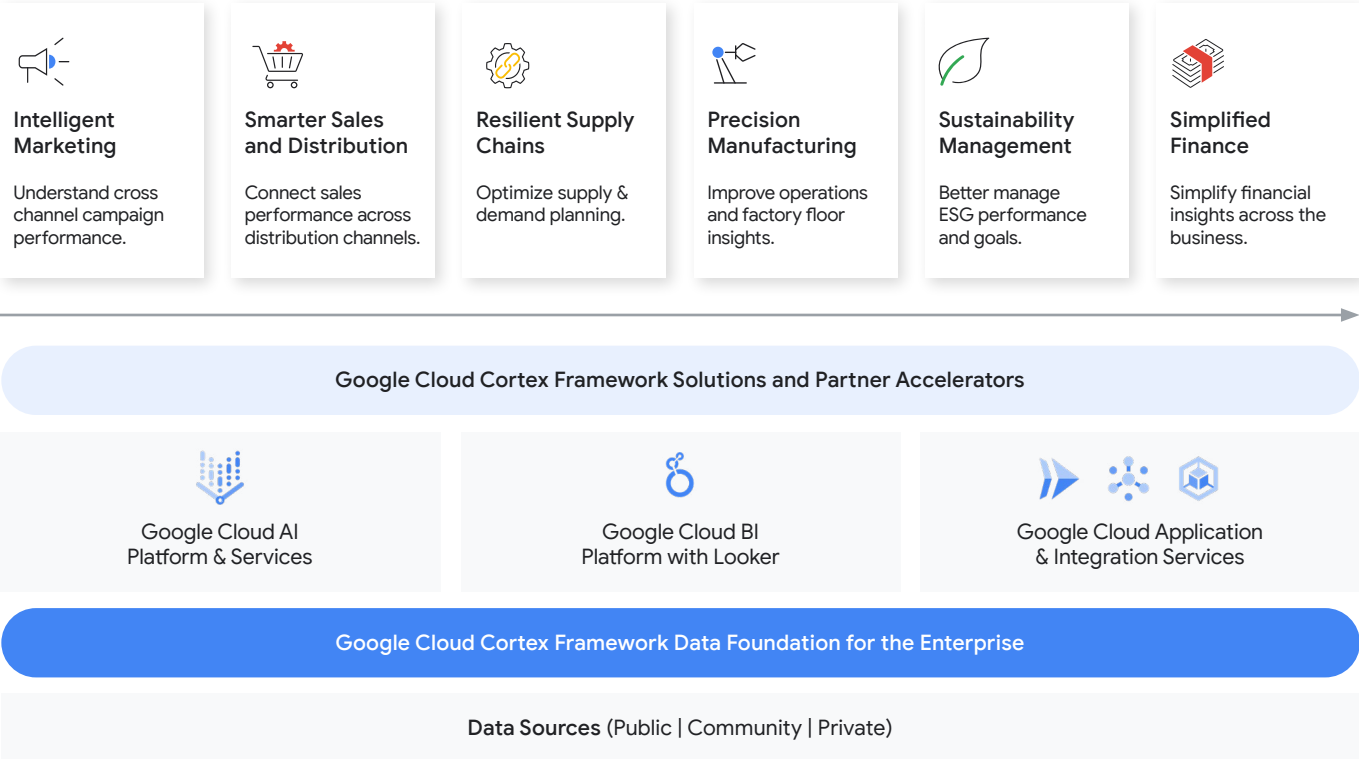 Intelligent
Marketing
Understand cross
channel campaign
performance.
Smarter Sales
and Distribution
Connect sales
performance across
distribution channels.
Resilient Supply
Chains
Optimize supply &
demand planning.
Precision
Manufacturing
Improve operations
and factory floor
insights.
Sustainability
Management
Better manage
ESG performance
and goals.
Simplified
Finance
Simplify financial
insights across the
business.
Google Cloud Cortex Framework Solutions and Partner Accelerators
Google Cloud AI
Platform & Services
Google Cloud BI
Platform with Looker
Google Cloud Application
& Integration Services
Google Cloud Cortex Framework Data Foundation for the Enterprise
Data Sources (Public | Community | Private)